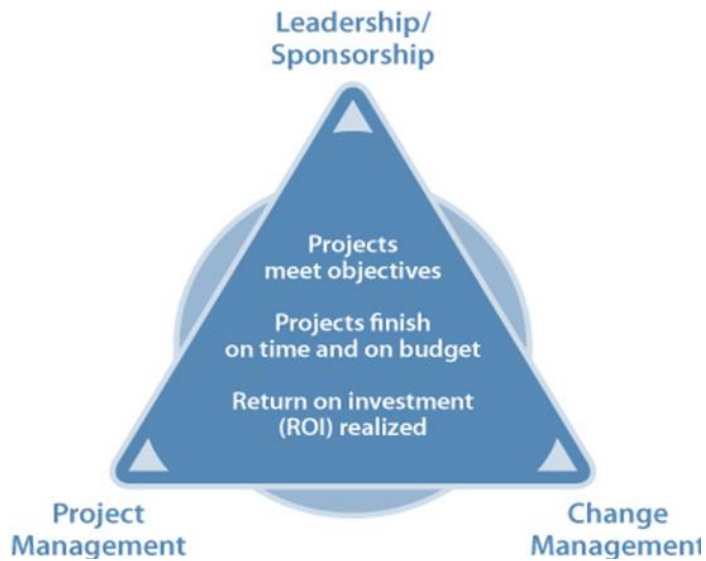 Leadership/
Sponsorship
Projects
meet objectives
Projects finish
on time and on budget
Return on investment
(ROI) realized
Project
Management
Change
Management